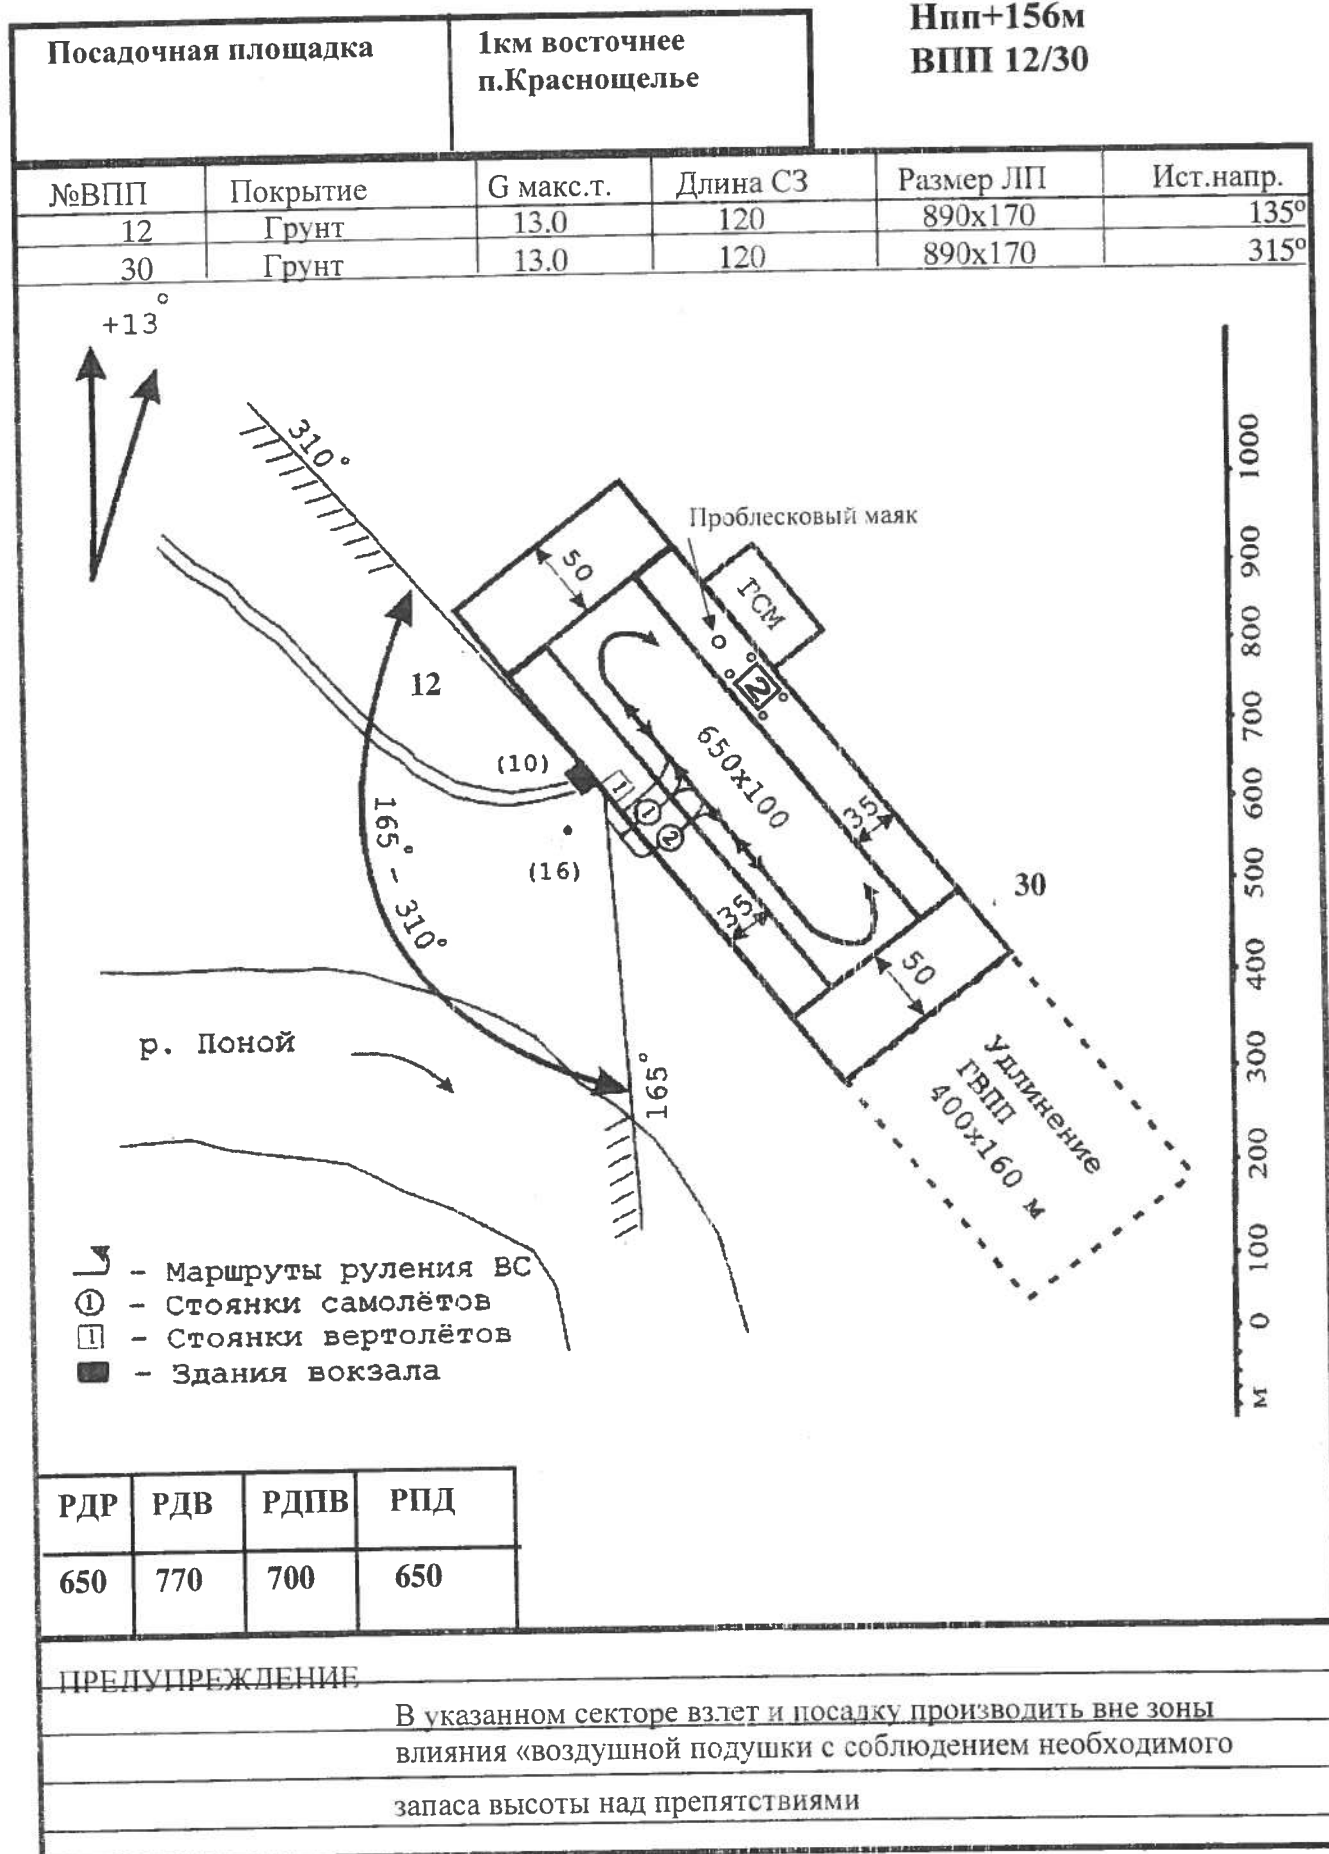 Нпп+156м
ВПП 12/30
Посадочная площадка
1км восточнее
п.Краснощелье
№ВПП Покрытие G макс.т. Длина СЗ Размер ЛП Ист.напр.
12 Грунт 13.0 120 890х170 135°
30 Грунт 13.0 120 890х170 315°
+13°
310°
Проблесковый маяк
50
ГСМ
2
12
(10)
1
1
2
650х100
35
(16)
165° - 310°
35
30
50
р. Поной
165°
Удлинение
ГВПП
400х160 м
1000
900
800
700
600
500
400
300
200
100
0
м
- Маршруты руления ВС
1 - Стоянки самолётов
1 - Стоянки вертолётов
- Здания вокзала
РДР РДВ РДПВ РПД
650 770 700 650
ПРЕДУПРЕЖДЕНИЕ
В указанном секторе взлет и посадку производить вне зоны
влияния «воздушной подушки с соблюдением необходимого
запаса высоты над препятствиями